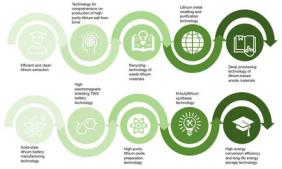 Technology for
comprehensive co-
production of high-
purity lithium salt from
brine
Lithium metal
smelting and
purification
technology
Efficient and clean
lithium extraction
Recycling
technology of
waste lithium
materials
Deep processing
technology of
lithium-based
anode materials
High
electromagnetic
shielding TWS
battery
technology
N-butyllithium
synthesis
technology
Solid-state
lithium battery
manufacturing
technology
High-purity
lithium oxide
preparation
technology
High energy
conversion efficiency
and long life energy
storage technology